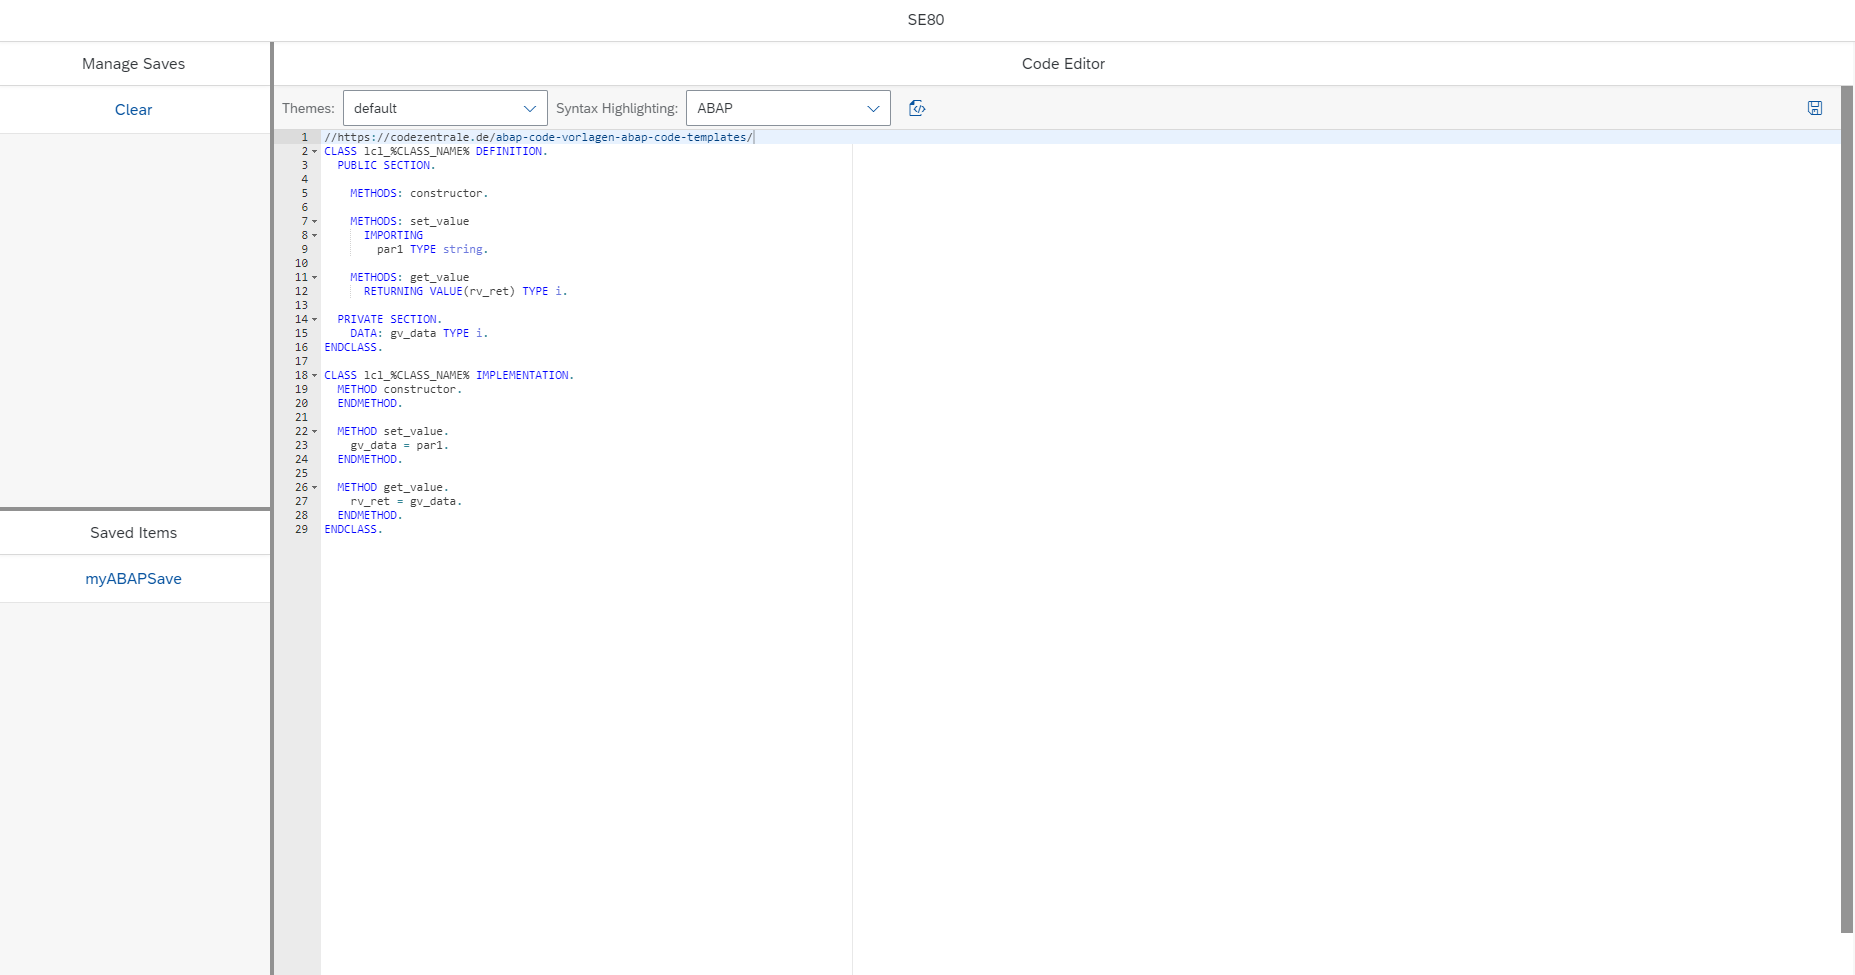 SE80
Manage Saves
Clear
Saved Items
myABAPSave
Code Editor
Themes: default Syntax Highlighting: ABAP
1 //https://codezentrale.de/abap-code-vorlagen-abap-code-templates/
2 CLASS lcl_%CLASS_NAME% DEFINITION.
3 PUBLIC SECTION.
4
5 METHODS: constructor.
6
7 METHODS: set_value
8 IMPORTING
9 par1 TYPE string.
10
11 METHODS: get_value
12 RETURNING VALUE(rv_ret) TYPE i.
13
14 PRIVATE SECTION.
15 DATA: gv_data TYPE i.
16 ENDCLASS.
17
18 CLASS lcl_%CLASS_NAME% IMPLEMENTATION.
19 METHOD constructor.
20 ENDMETHOD.
21
22 METHOD set_value.
23 gv_data = par1.
24 ENDMETHOD.
25
26 METHOD get_value.
27 rv_ret = gv_data.
28 ENDMETHOD.
29 ENDCLASS.